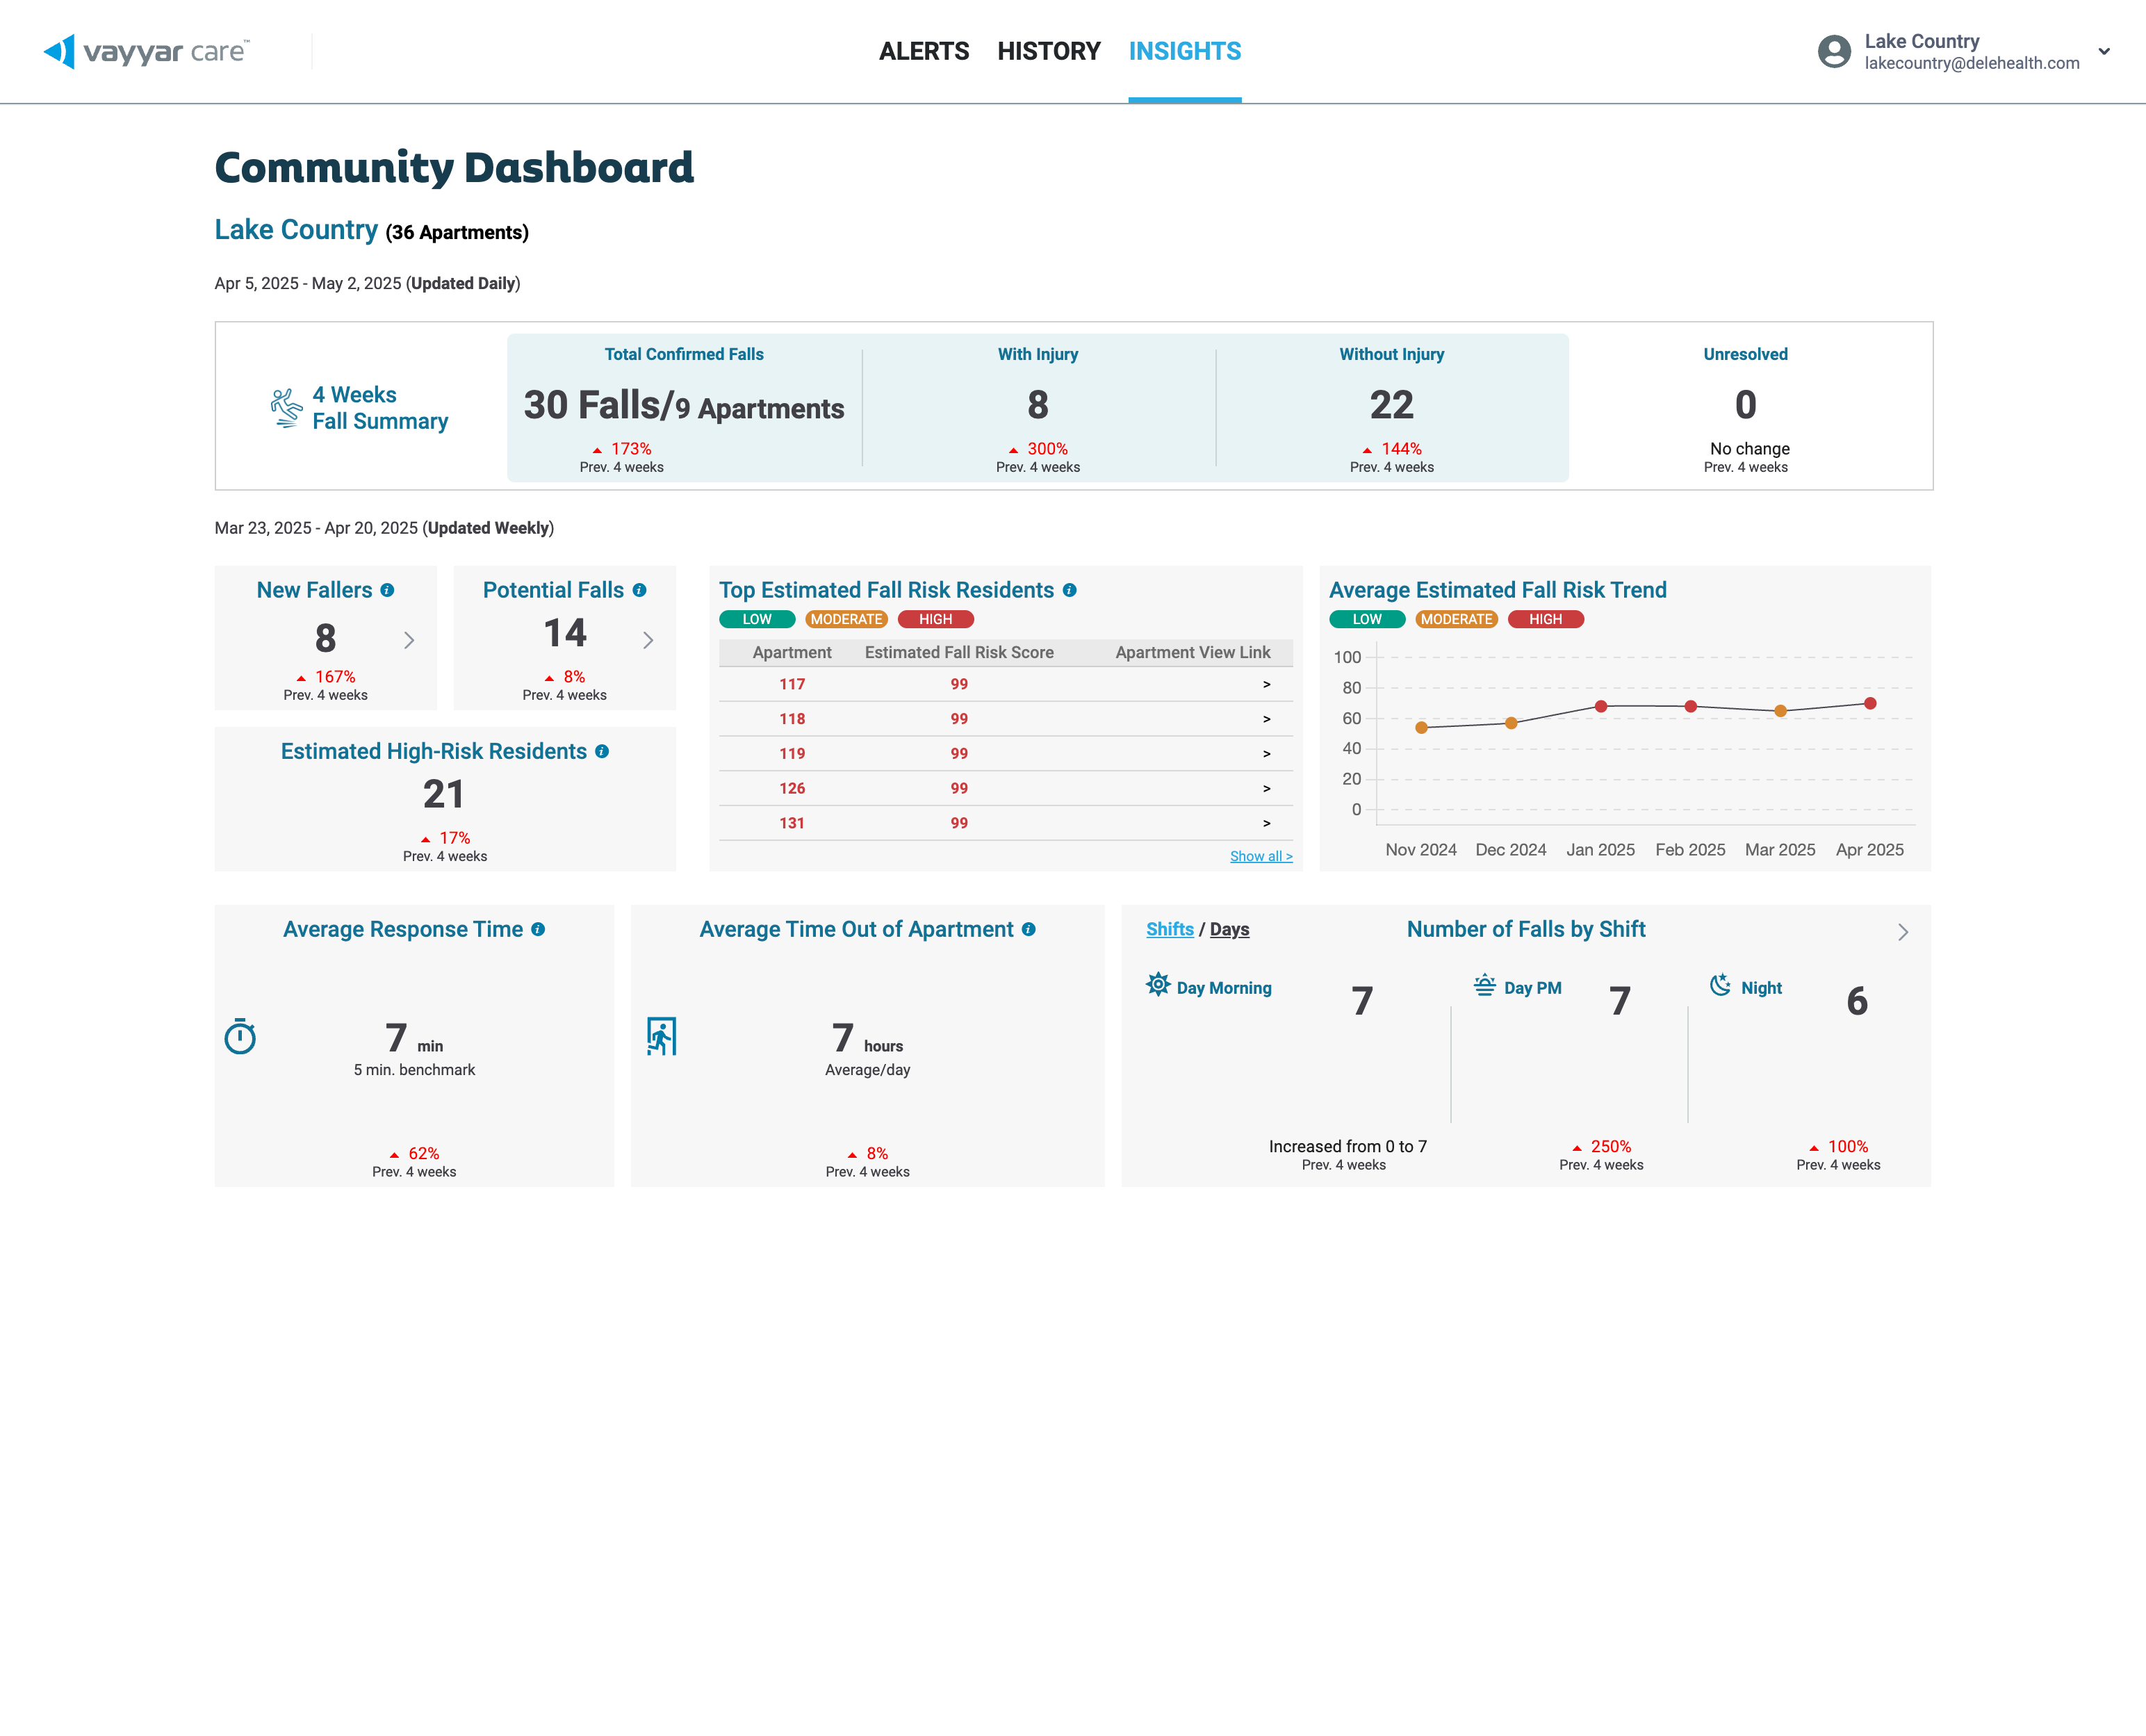 vayyar care™
ALERTS HISTORY INSIGHTS
Lake Country
lakecountry@delehealth.com
Community Dashboard
Lake Country (36 Apartments)
Apr 5, 2025 - May 2, 2025 (Updated Daily)
4 Weeks
Fall Summary
Total Confirmed Falls
30 Falls/9 Apartments
173%
Prev. 4 weeks
With Injury
8
300%
Prev. 4 weeks
Without Injury
22
144%
Prev. 4 weeks
Unresolved
0
No change
Prev. 4 weeks
Mar 23, 2025 - Apr 20, 2025 (Updated Weekly)
New Fallers
8
167%
Prev. 4 weeks
Potential Falls
14
8%
Prev. 4 weeks
Estimated High-Risk Residents
21
17%
Prev. 4 weeks
Top Estimated Fall Risk Residents
LOW MODERATE HIGH
Apartment Estimated Fall Risk Score Apartment View Link
117 99 >
118 99 >
119 99 >
126 99 >
131 99 >
Show all >
Average Estimated Fall Risk Trend
LOW MODERATE HIGH
100
80
60
40
20
0
Nov 2024 Dec 2024 Jan 2025 Feb 2025 Mar 2025 Apr 2025
Average Response Time
7 min
5 min. benchmark
62%
Prev. 4 weeks
Average Time Out of Apartment
7 hours
Average/day
8%
Prev. 4 weeks
Shifts / Days
Number of Falls by Shift
Day Morning
7
Increased from 0 to 7
Prev. 4 weeks
Day PM
7
250%
Prev. 4 weeks
Night
6
100%
Prev. 4 weeks